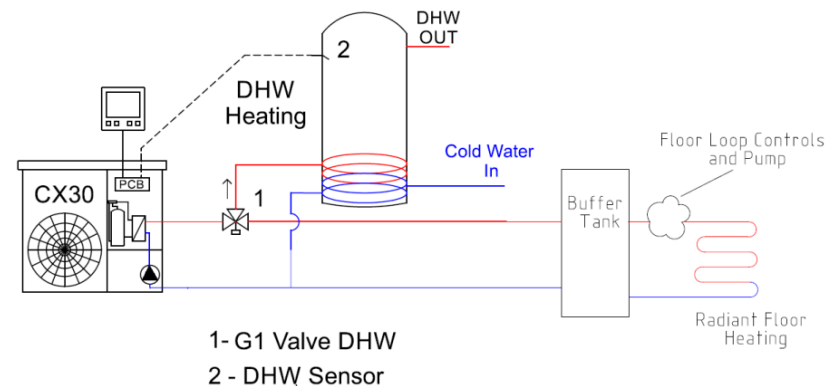 DHW
OUT
2
DHW
Heating
Cold Water
In
Floor Loop Controls
and Pump
PCB
CX30
1
Buffer
Tank
Radiant Floor
Heating
1- G1 Valve DHW
2 - DHW Sensor